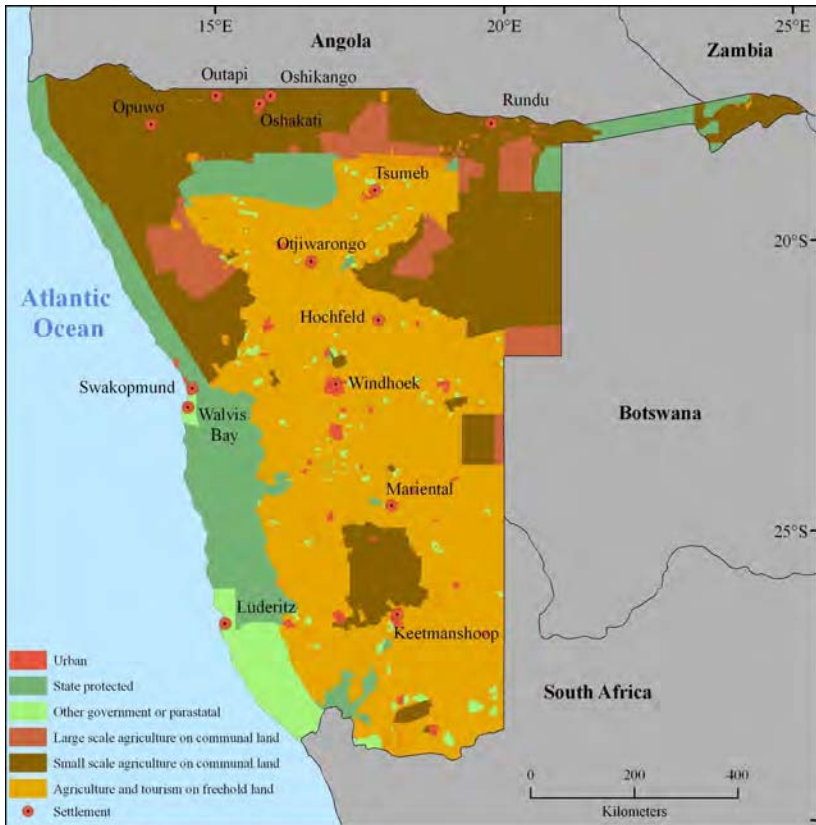 15°E
20°E
25°E
Angola
Zambia
Outapi
Oshikango
Opuwo
Oshakati
Rundu
Tsumeb
20°S
Otjiwarongo
Atlantic
Ocean
Hochfeld
Swakopmund
Windhoek
Walvis
Bay
Botswana
Mariental
25°S
Lüderitz
Keetmanshoop
Urban
State protected
South Africa
Other government or parastatal
Large scale agriculture on communal land
Small scale agriculture on communal land
Agriculture and tourism on freehold land
Settlement
0 200 400
Kilometers